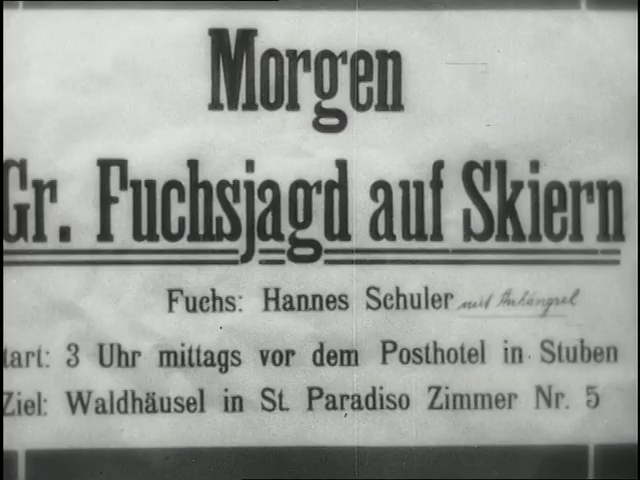 Morgen
Gr. Fuchsjagd auf Skiern
Fuchs: Hannes Schuler mit Anhängsel
tart: 3 Uhr mittags vor dem Posthotel in Stuben
Ziel: Waldhäusel in St. Paradiso Zimmer Nr. 5